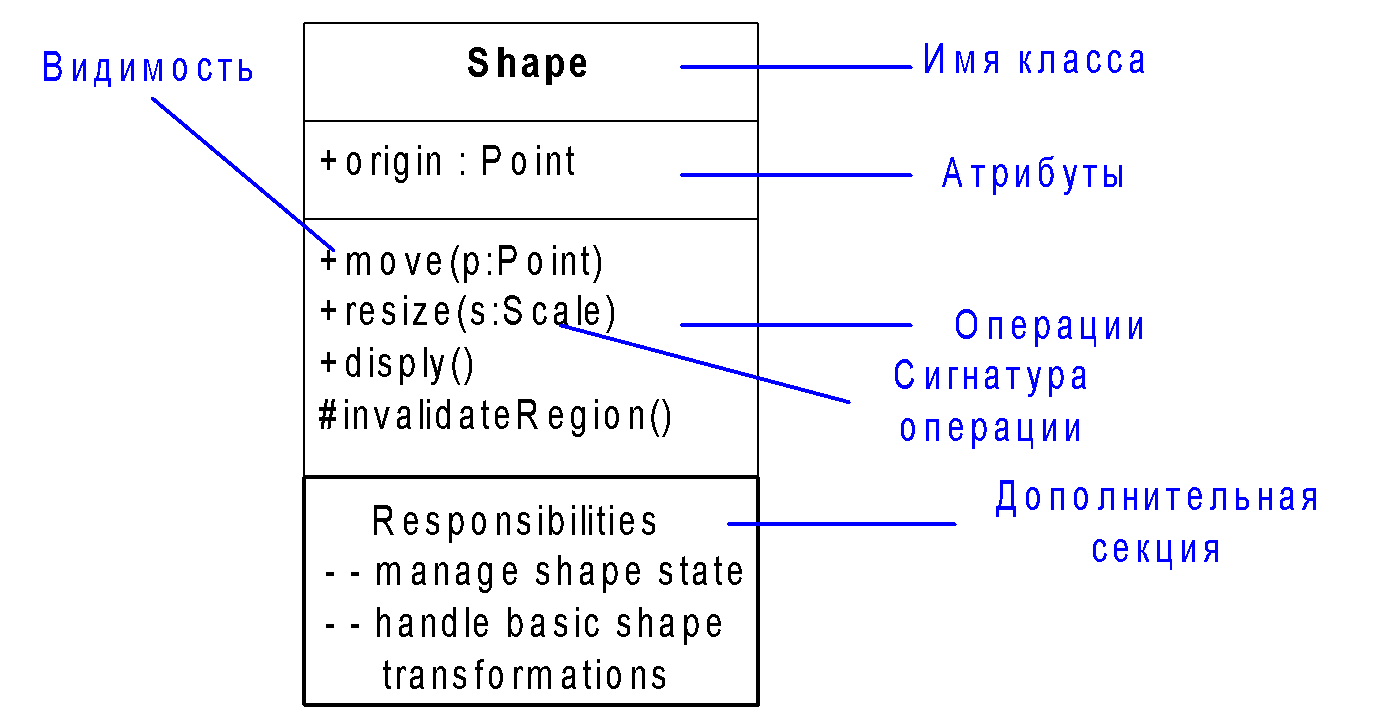 Видимость
Shape
Имя класса
+origin : Point
Атрибуты
+move(p:Point)
+resize(s:Scale)
+disply()
#invalidateRegion()
Операции
Сигнатура
операции
Responsibilities
-- manage shape state
-- handle basic shape
transformations
Дополнительная
секция